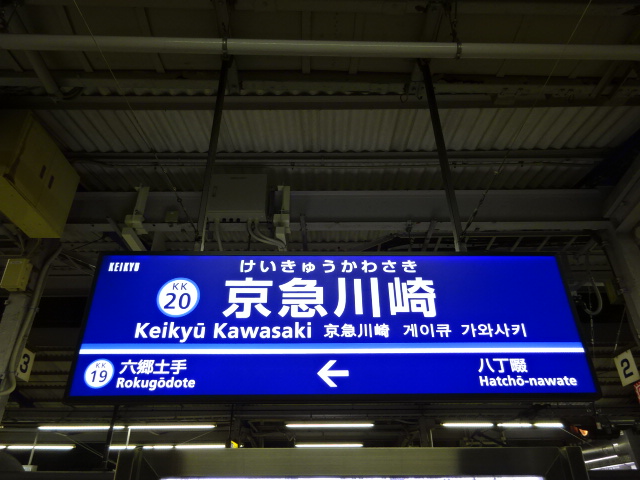 KEIKYU
けいきゅうかわさき
KK
20
京急川崎
Keikyū Kawasaki 京急川崎 게이큐 가와사키
KK
19
六郷土手
Rokugōdote
←
八丁畷
Hatchō-nawate
3
2